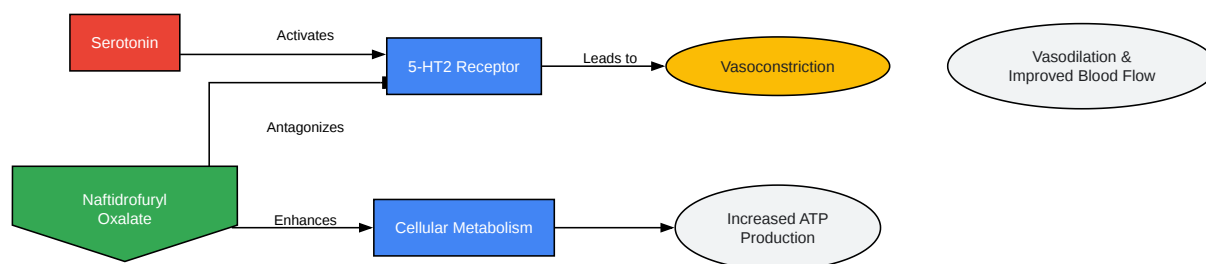 Serotonin
Activates
5-HT2 Receptor
Leads to
Vasoconstriction
Vasodilation &
Improved Blood Flow
Antagonizes
Naftidrofuryl
Oxalate
Enhances
Cellular Metabolism
Increased ATP
Production